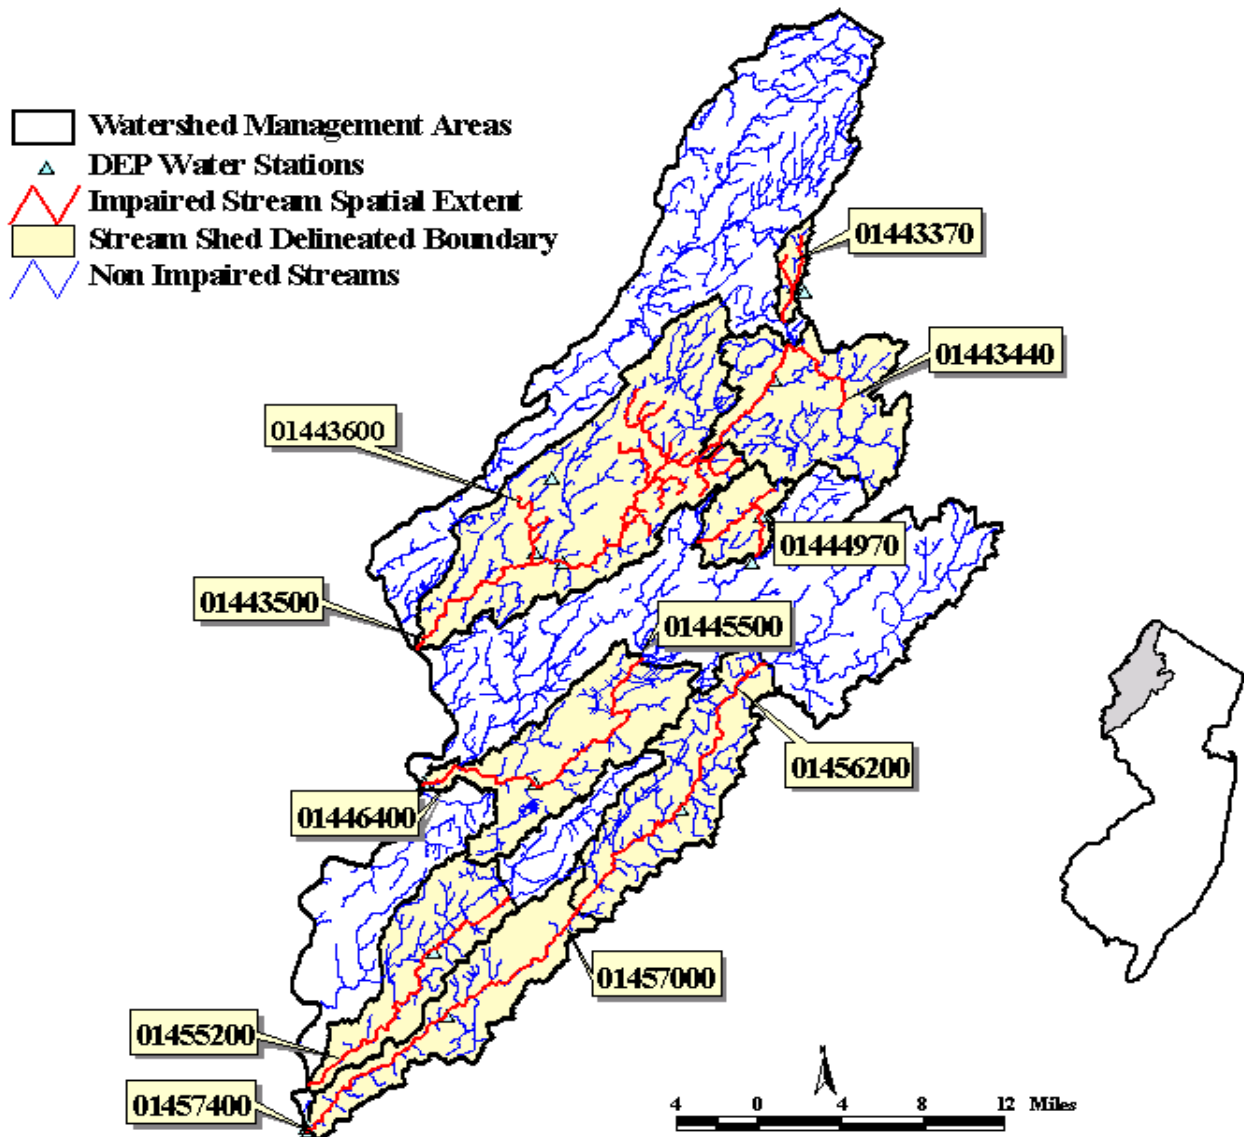 Watershed Management Areas
DEP Water Stations
Impaired Stream Spatial Extent
Stream Shed Delineated Boundary
Non Impaired Streams
01443370
01443440
01443600
01444970
01443500
01445500
01456200
01446400
01457000
01455200
01457400
N
4 0 4 8 12 Miles